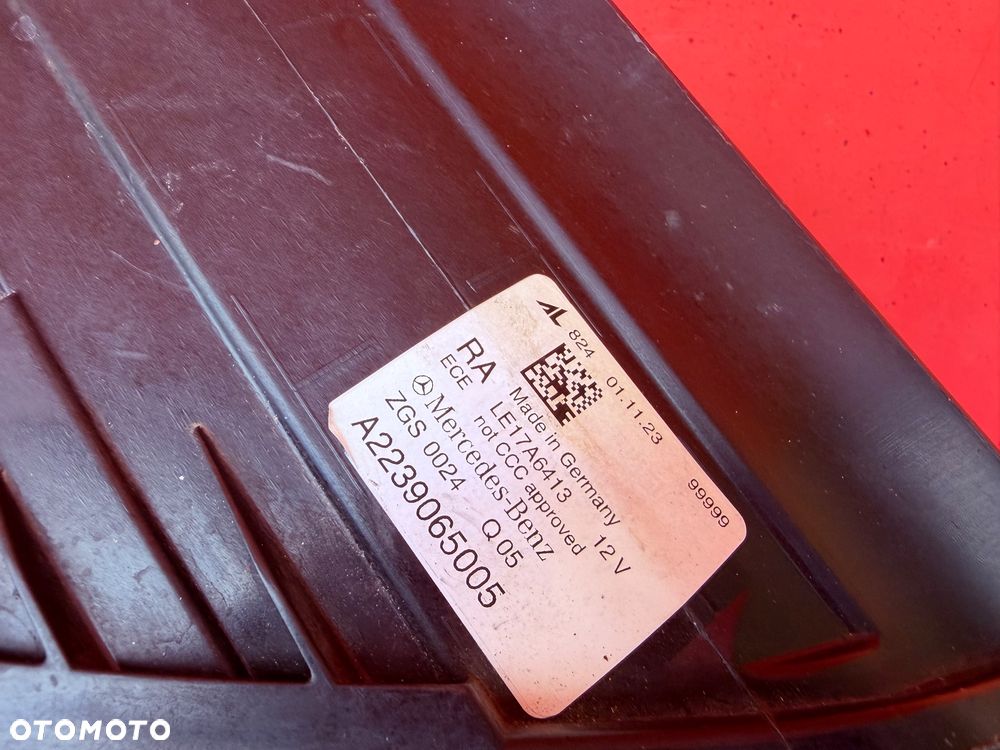 AL 824 01.11.23 99999
RA
ECE
Made in Germany 12 V
LE17A6413
not CCC approved
Mercedes-Benz
ZGS 0024 Q 05
A2239065005
OTOMOTO